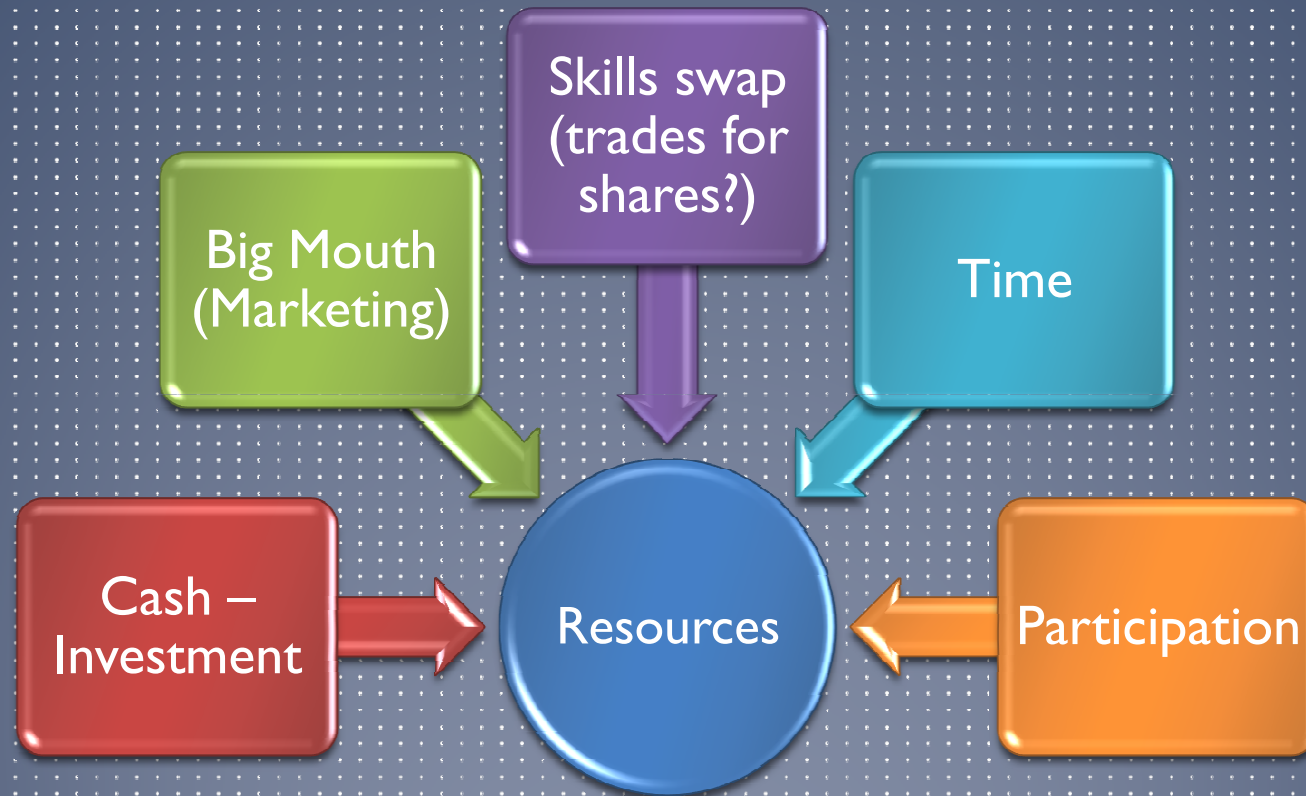 Skills swap
(trades for
shares?)
Big Mouth
(Marketing)
Time
Cash –
Investment
Resources
Participation